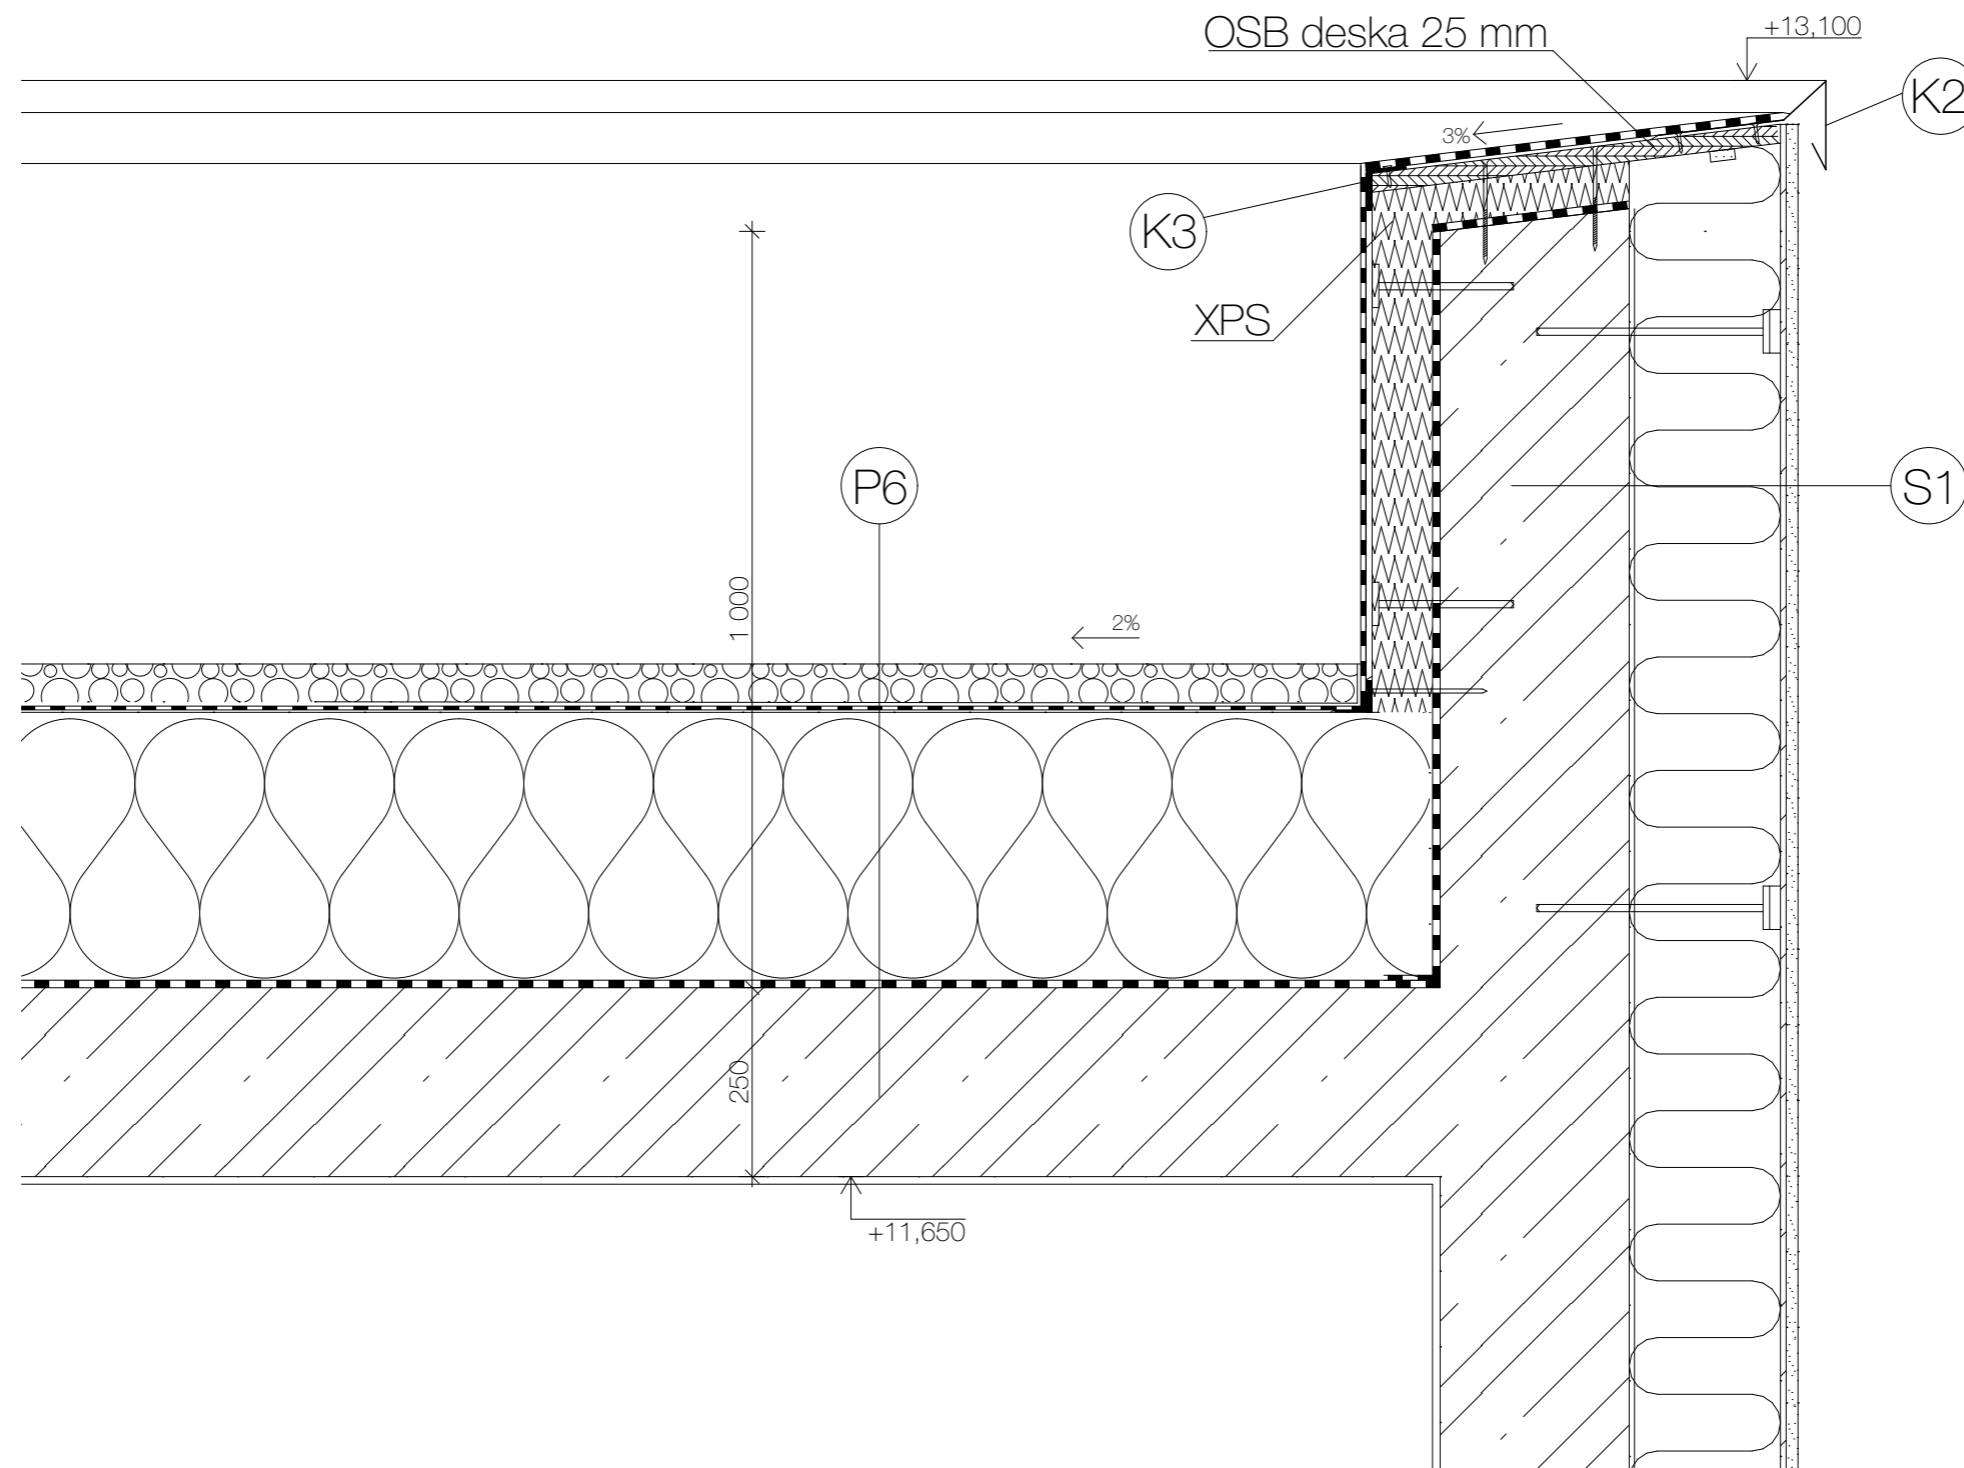 OSB deska 25 mm
+13,100
K2
3%
K3
XPS
P6
S1
1 000
2%
250
+11,650